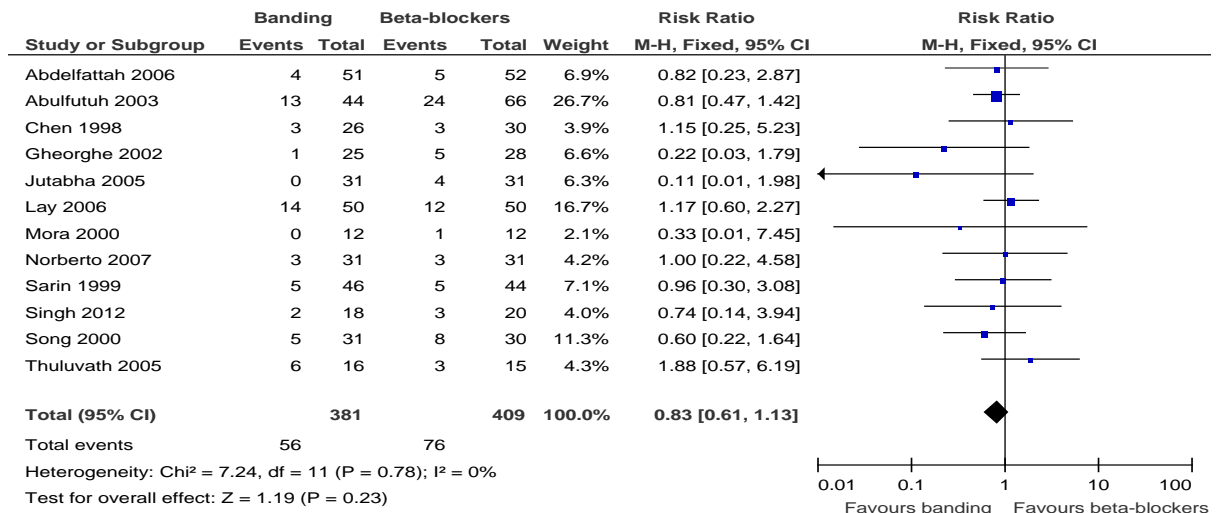 Banding Beta-blockers Risk Ratio Risk Ratio
Study or Subgroup Events Total Events Total Weight M-H, Fixed, 95% CI M-H, Fixed, 95% CI
Abdelfattah 2006 4 51 5 52 6.9% 0.82 [0.23, 2.87]
Abulfutuh 2003 13 44 24 66 26.7% 0.81 [0.47, 1.42]
Chen 1998 3 26 3 30 3.9% 1.15 [0.25, 5.23]
Gheorghe 2002 1 25 5 28 6.6% 0.22 [0.03, 1.79]
Jutabha 2005 0 31 4 31 6.3% 0.11 [0.01, 1.98]
Lay 2006 14 50 12 50 16.7% 1.17 [0.60, 2.27]
Mora 2000 0 12 1 12 2.1% 0.33 [0.01, 7.45]
Norberto 2007 3 31 3 31 4.2% 1.00 [0.22, 4.58]
Sarin 1999 5 46 5 44 7.1% 0.96 [0.30, 3.08]
Singh 2012 2 18 3 20 4.0% 0.74 [0.14, 3.94]
Song 2000 5 31 8 30 11.3% 0.60 [0.22, 1.64]
Thuluvath 2005 6 16 3 15 4.3% 1.88 [0.57, 6.19]
Total (95% CI) 381 409 100.0% 0.83 [0.61, 1.13]
Total events 56 76
Heterogeneity: Chi² = 7.24, df = 11 (P = 0.78); I² = 0%
Test for overall effect: Z = 1.19 (P = 0.23)
0.01 0.1 1 10 100
Favours banding Favours beta-blockers